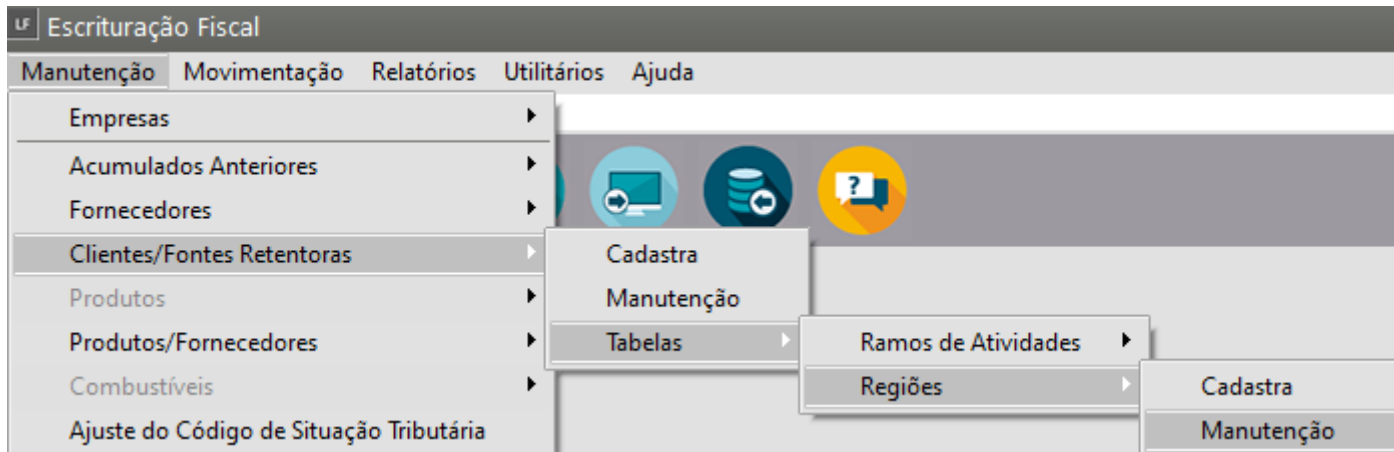 LF Escrituração Fiscal
Manutenção Movimentação Relatórios Utilitários Ajuda
Empresas
Acumulados Anteriores
Fornecedores
Clientes/Fontes Retentoras
Produtos
Produtos/Fornecedores
Combustíveis
Ajuste do Código de Situação Tributária
?
Cadastra
Manutenção
Tabelas
Ramos de Atividades
Regiões
Cadastra
Manutenção